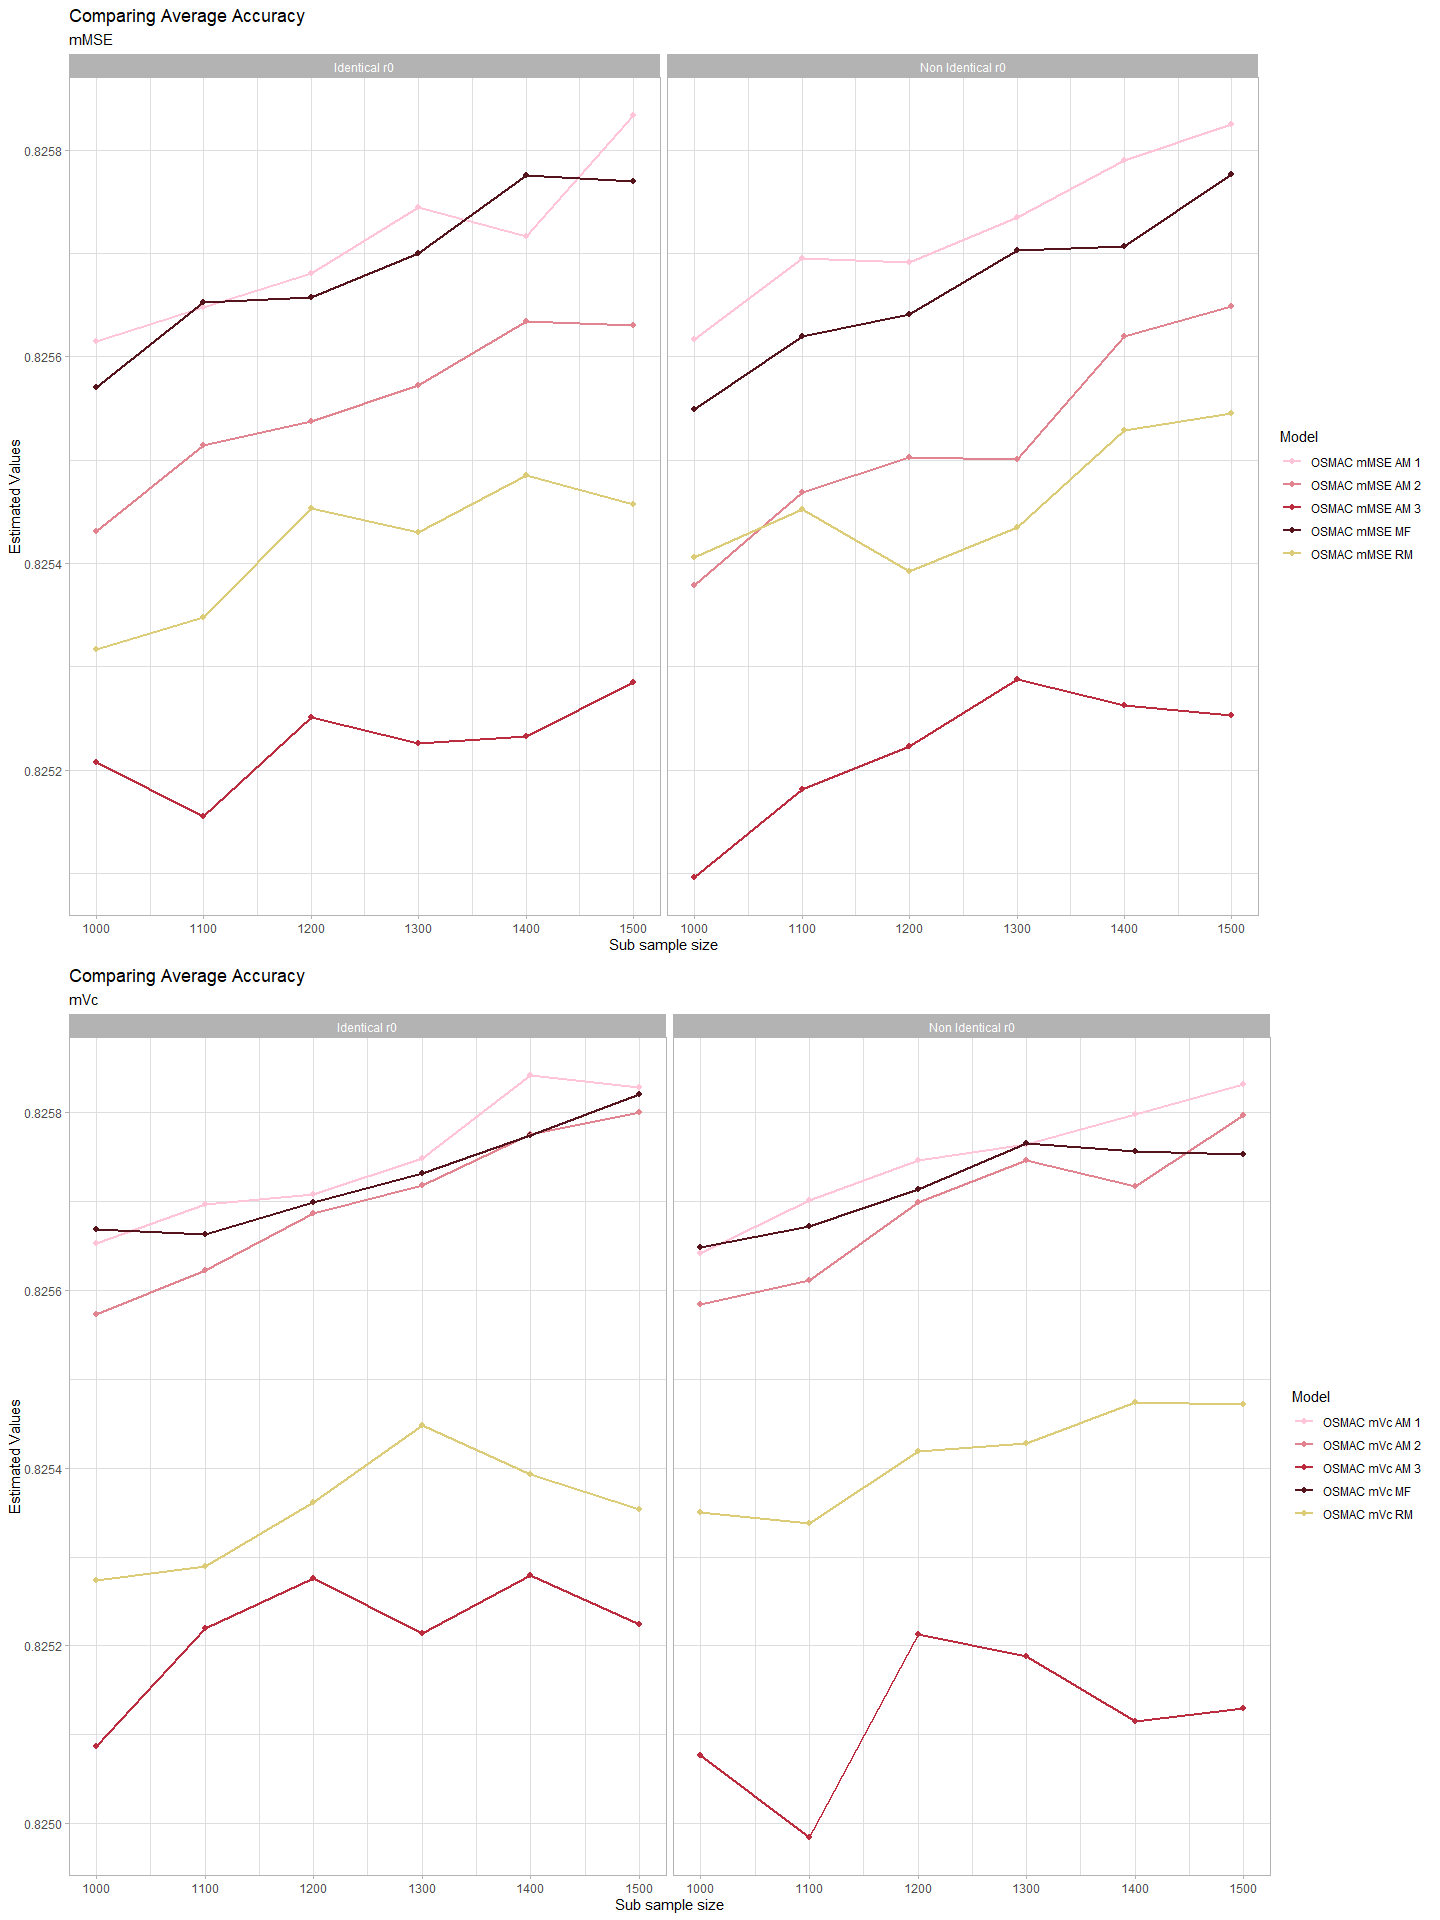 Comparing Average Accuracy
mMSE
Identical r0
Non Identical r0
0.8258
0.8256
0.8254
0.8252
Estimated Values
1000 1100 1200 1300 1400 1500
1000 1100 1200 1300 1400 1500
Sub sample size
Model
OSMAC mMSE AM 1
OSMAC mMSE AM 2
OSMAC mMSE AM 3
OSMAC mMSE MF
OSMAC mMSE RM
Comparing Average Accuracy
mVc
Identical r0
Non Identical r0
0.8258
0.8256
0.8254
0.8252
0.8250
Estimated Values
1000 1100 1200 1300 1400 1500
1000 1100 1200 1300 1400 1500
Sub sample size
Model
OSMAC mVc AM 1
OSMAC mVc AM 2
OSMAC mVc AM 3
OSMAC mVc MF
OSMAC mVc RM